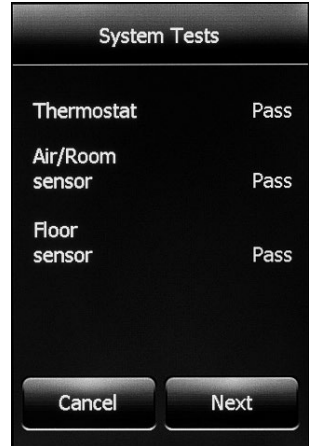 System Tests
Thermostat Pass
Air/Room
sensor Pass
Floor
sensor Pass
Cancel Next